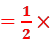 = 1/2 ×